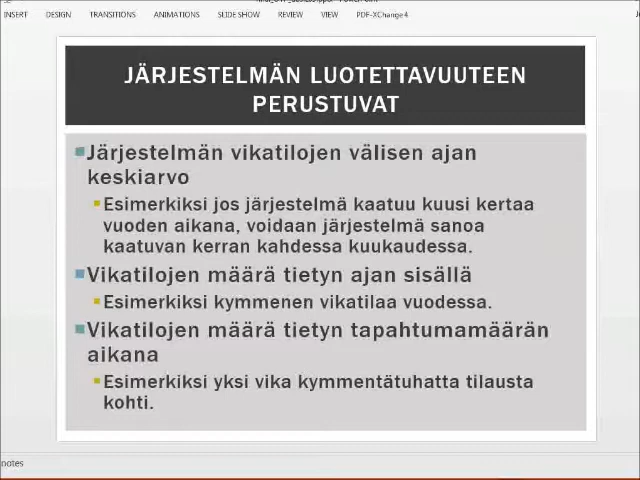 INSERT DESIGN TRANSITIONS ANIMATIONS SLIDE SHOW REVIEW VIEW PDF-XChange 4
JÄRJESTELMÄN LUOTETTAVUUTEEN
PERUSTUVAT
Järjestelmän vikatilojen välisen ajan
keskiarvo
Esimerkiksi jos järjestelmä kaatuu kuusi kertaa
vuoden aikana, voidaan järjestelmä sanoa
kaatuvan kerran kahdessa kuukaudessa.
Vikatilojen määrä tietyn ajan sisällä
Esimerkiksi kymmenen vikatilaa vuodessa.
Vikatilojen määrä tietyn tapahtumamäärän
aikana
Esimerkiksi yksi vika kymmentätuhatta tilausta
kohti.
notes